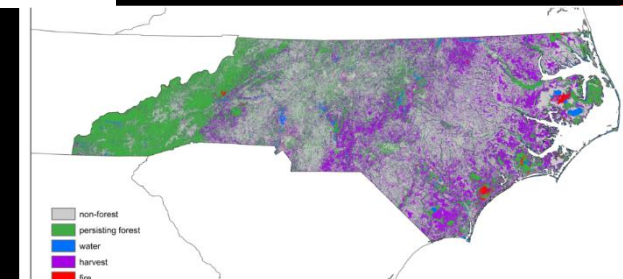 non-forest
persisting forest
water
harvest
fire